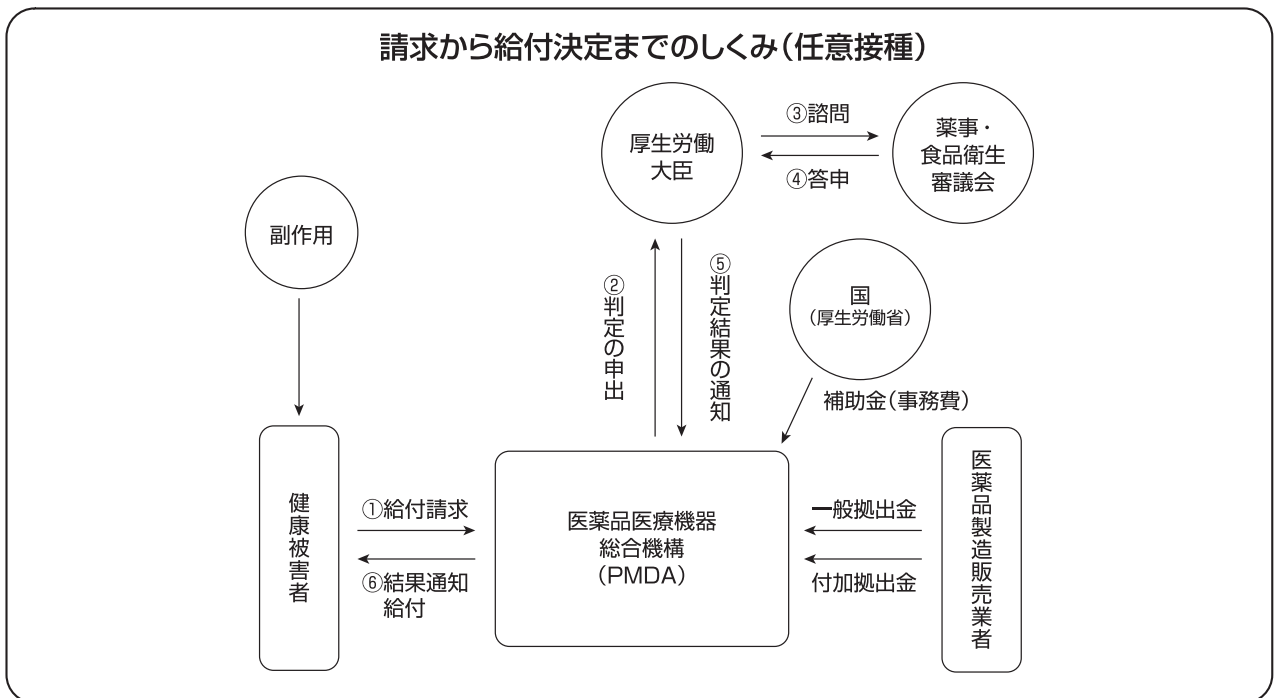 請求から給付決定までのしくみ（任意接種）
厚生労働
大臣
③諮問
④答申
薬事・
食品衛生
審議会
副作用
②判定の申出
⑤判定結果の通知
国
（厚生労働省）
補助金（事務費）
健康被害者
①給付請求
⑥結果通知
給付
医薬品医療機器
総合機構
（PMDA）
一般拠出金
付加拠出金
医薬品製造販売業者